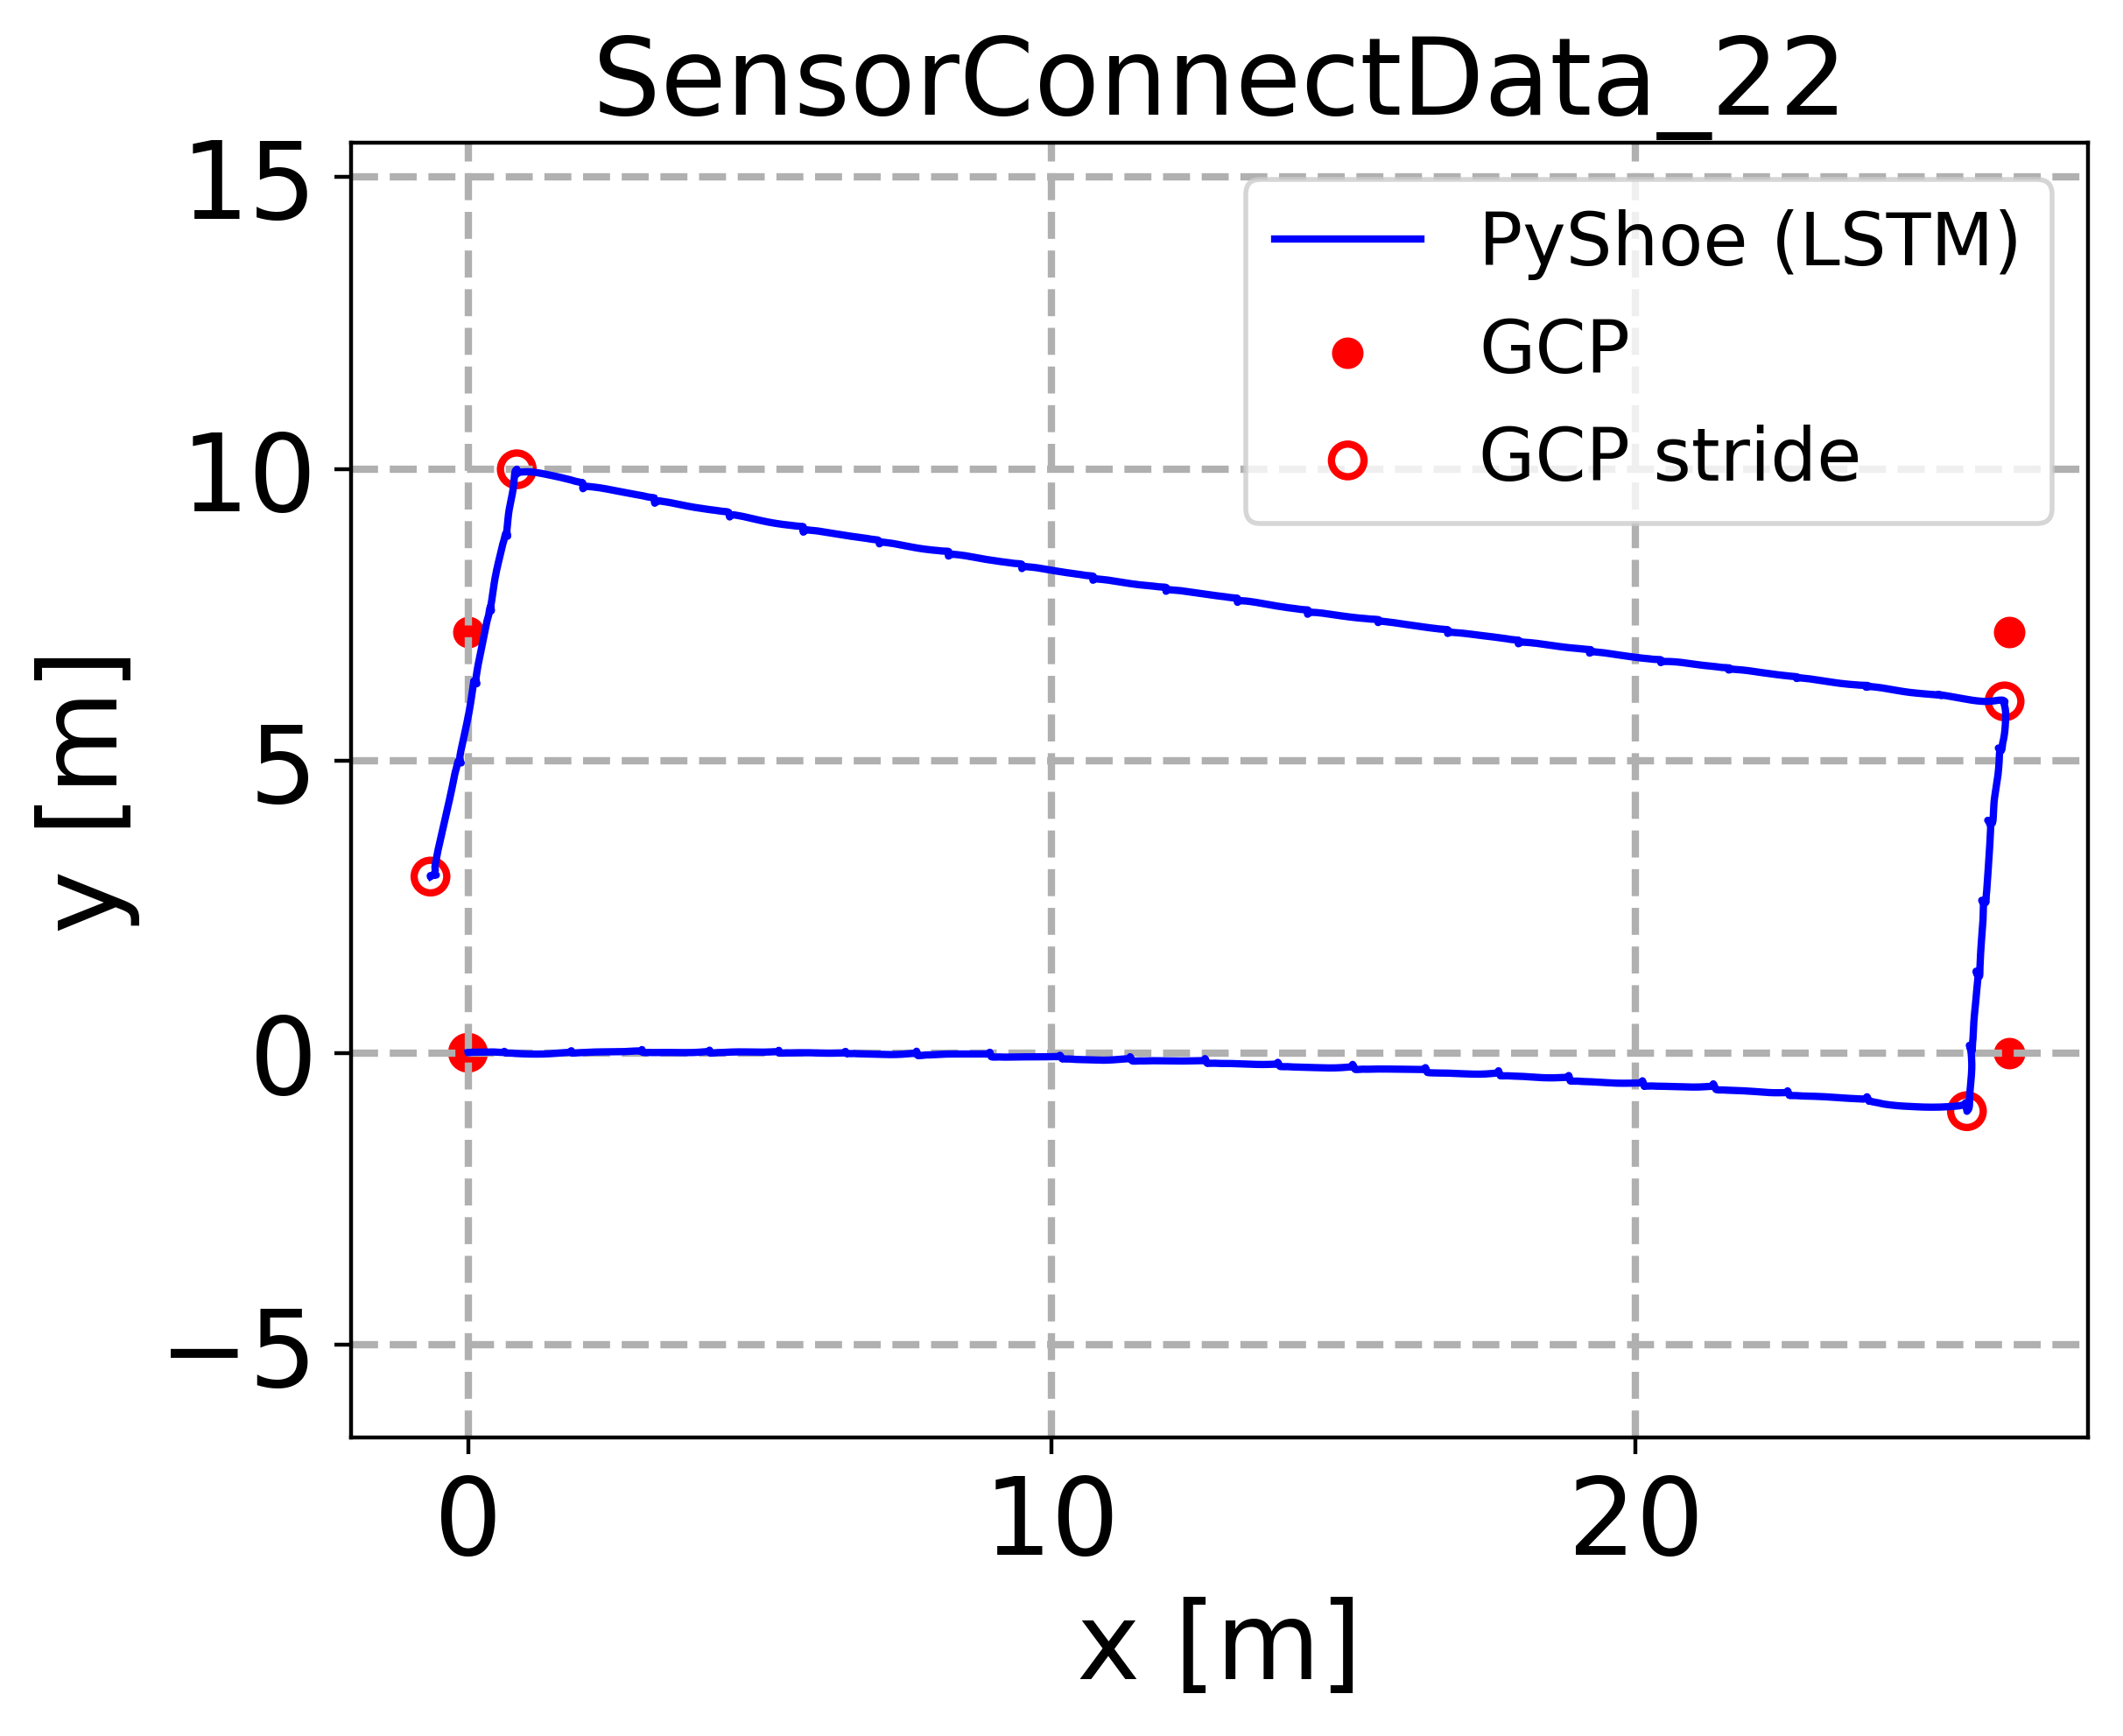 SensorConnectData_22
15
10
5
0
−5
y [m]
PyShoe (LSTM)
GCP
GCP stride
0 10 20
x [m]